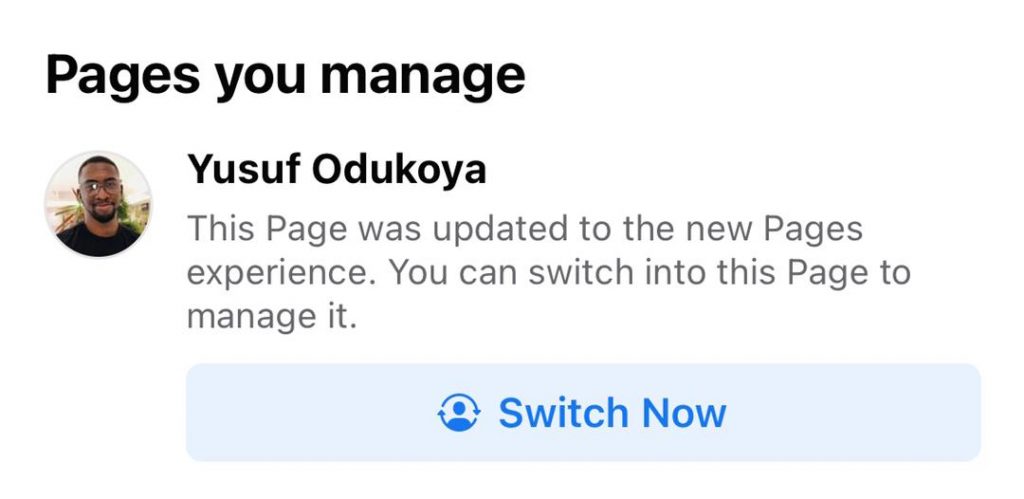 Pages you manage
Yusuf Odukoya
This Page was updated to the new Pages
experience. You can switch into this Page to
manage it.
Switch Now